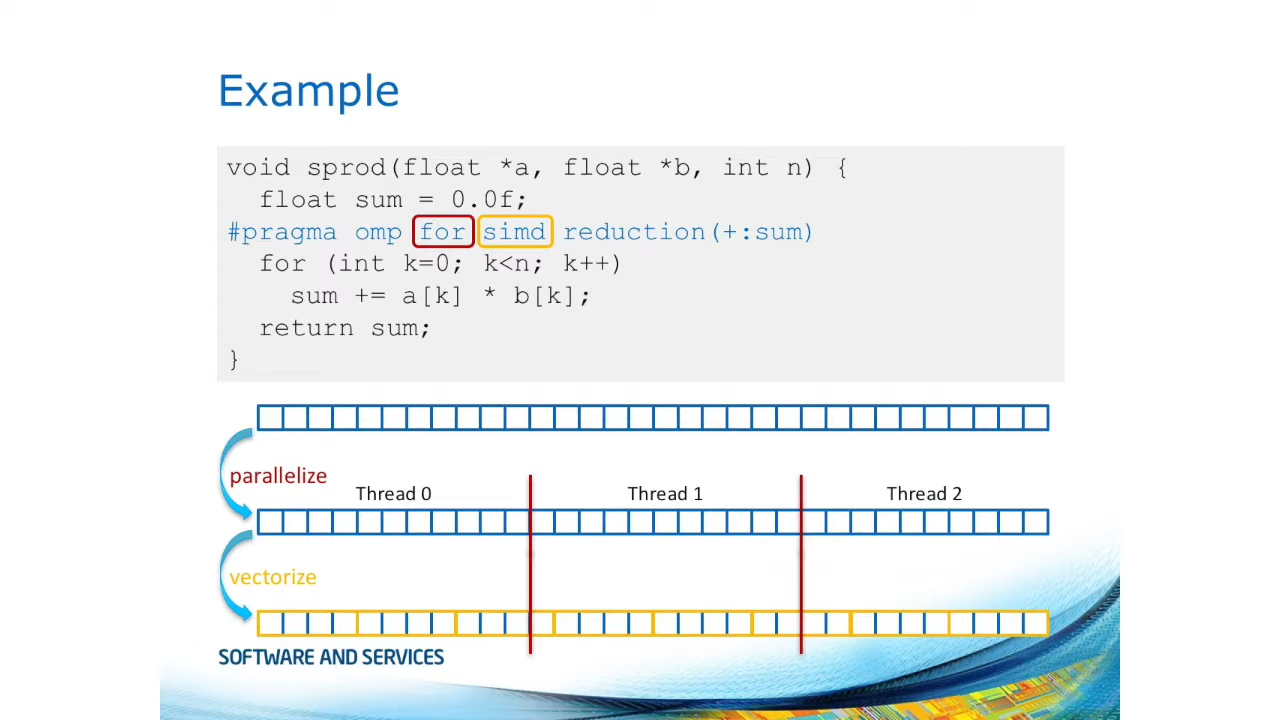 Example
void sprod(float *a, float *b, int n) {
float sum = 0.0f;
#pragma omp for simd reduction(+:sum)
for (int k=0; k<n; k++)
sum += a[k] * b[k];
return sum;
}
parallelize
Thread 0 Thread 1 Thread 2
vectorize
SOFTWARE AND SERVICES